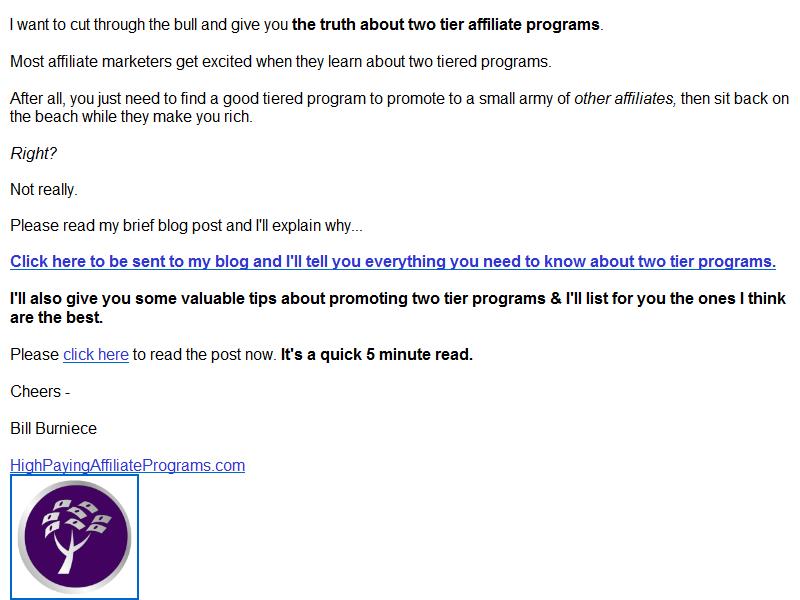 I want to cut through the bull and give you the truth about two tier affiliate programs.
Most affiliate marketers get excited when they learn about two tiered programs.
After all, you just need to find a good tiered program to promote to a small army of other affiliates, then sit back on
the beach while they make you rich.
Right?
Not really.
Please read my brief blog post and I'll explain why...
Click here to be sent to my blog and I'll tell you everything you need to know about two tier programs.
I'll also give you some valuable tips about promoting two tier programs & I'll list for you the ones I think
are the best.
Please click here to read the post now. It's a quick 5 minute read.
Cheers -
Bill Burniece
HighPayingAffiliatePrograms.com